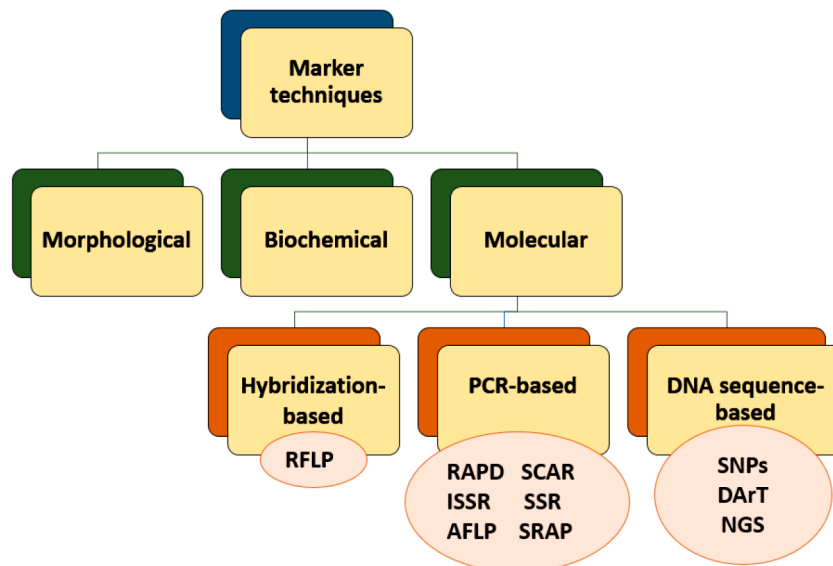 Marker
techniques
Morphological
Biochemical
Molecular
Hybridization-
based
RFLP
PCR-based
RAPD SCAR
ISSR SSR
AFLP SRAP
DNA sequence-
based
SNPs
DArT
NGS